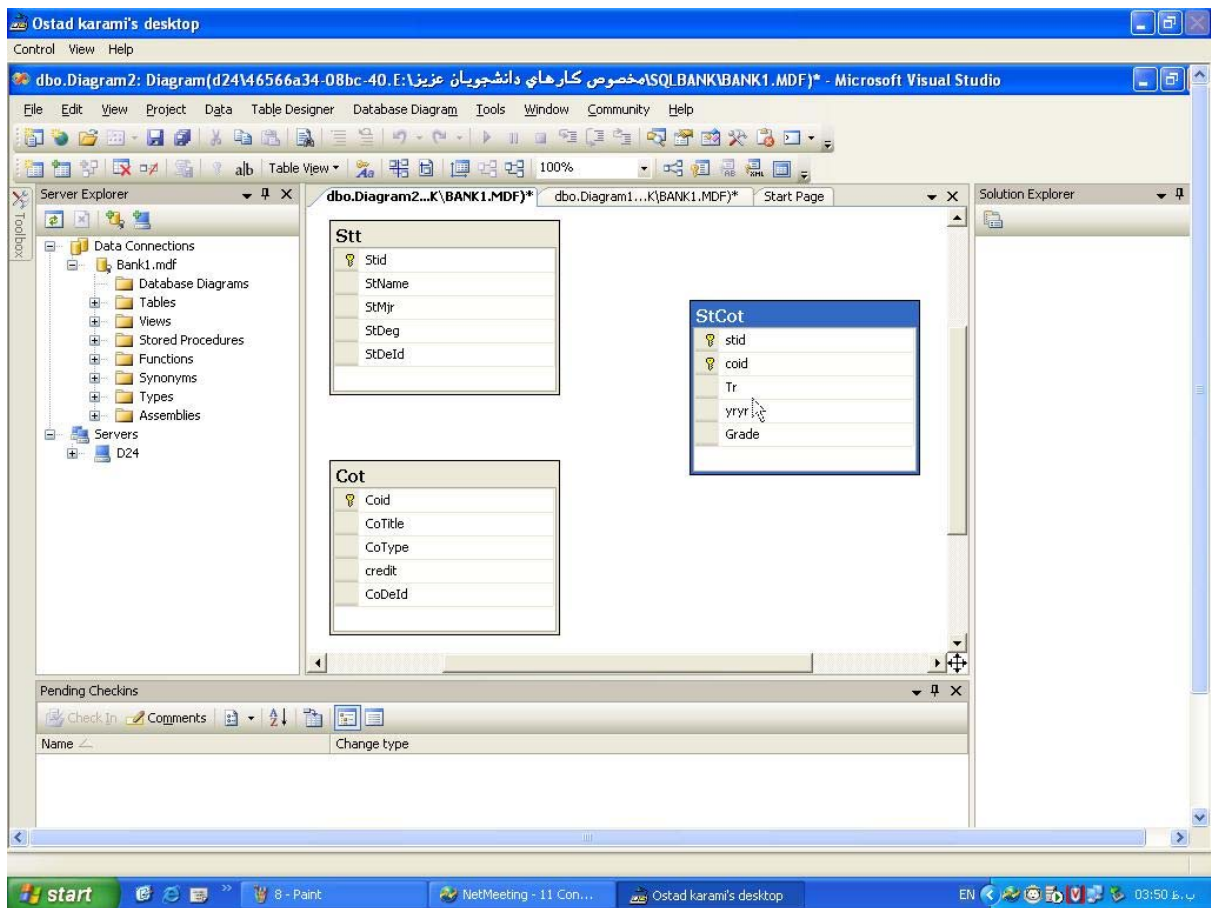 Ostad karami's desktop
Control View Help
dbo.Diagram2: Diagram(d24\46566a34-08bc-40.E:\مخصوص کارهاي دانشجويان عزيز\SQLBANK\BANK1.MDF)* - Microsoft Visual Studio
File Edit View Project Data Table Designer Database Diagram Tools Window Community Help
alb Table View 100%
Server Explorer
dbo.Diagram2...K\BANK1.MDF)* dbo.Diagram1...K\BANK1.MDF)* Start Page
Solution Explorer
Toolbox
Data Connections
Bank1.mdf
Database Diagrams
Tables
Views
Stored Procedures
Functions
Synonyms
Types
Assemblies
Servers
D24
Stt
Stid
StName
StMjr
StDeg
StDeId
StCot
stid
coid
Tr
yryr
Grade
Cot
Coid
CoTitle
CoType
credit
CoDeId
Pending Checkins
Check In Comments
Name Change type
start 8 - Paint NetMeeting - 11 Con... Ostad karami's desktop EN 03:50 ب.ظ